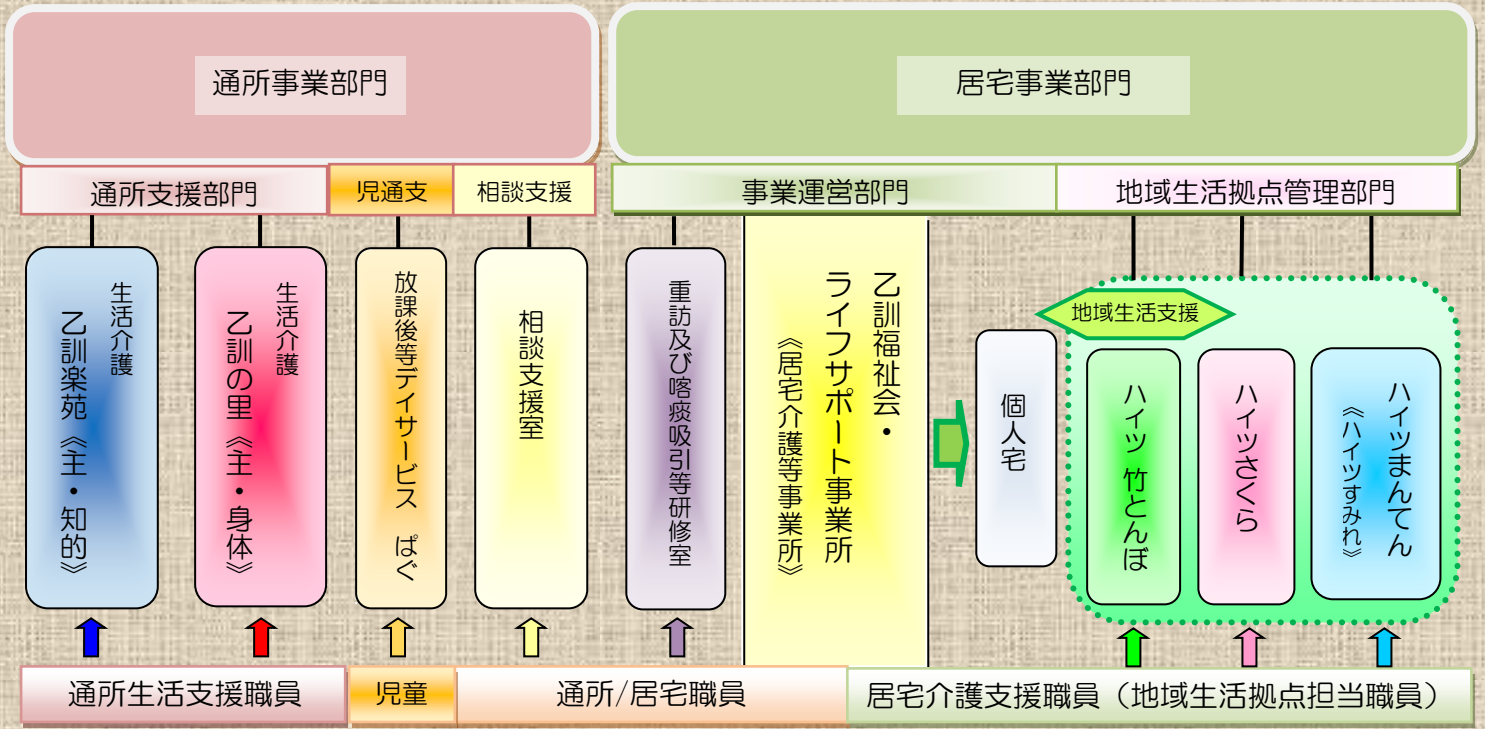 通所事業部門
居宅事業部門
通所支援部門
児通支
相談支援
事業運営部門
地域生活拠点管理部門
生活介護
乙訓楽苑《主・知的》
生活介護
乙訓の里《主・身体》
放課後等デイサービス ぱぐ
相談支援室
重訪及び喀痰吸引等研修室
乙訓福祉会・
ライフサポート事業所
《居宅介護等事業所》
個人宅
地域生活支援
ハイツ 竹とんぼ
ハイツさくら
ハイツまんてん
《ハイツすみれ》
通所生活支援職員
児童
通所/居宅職員
居宅介護支援職員（地域生活拠点担当職員）